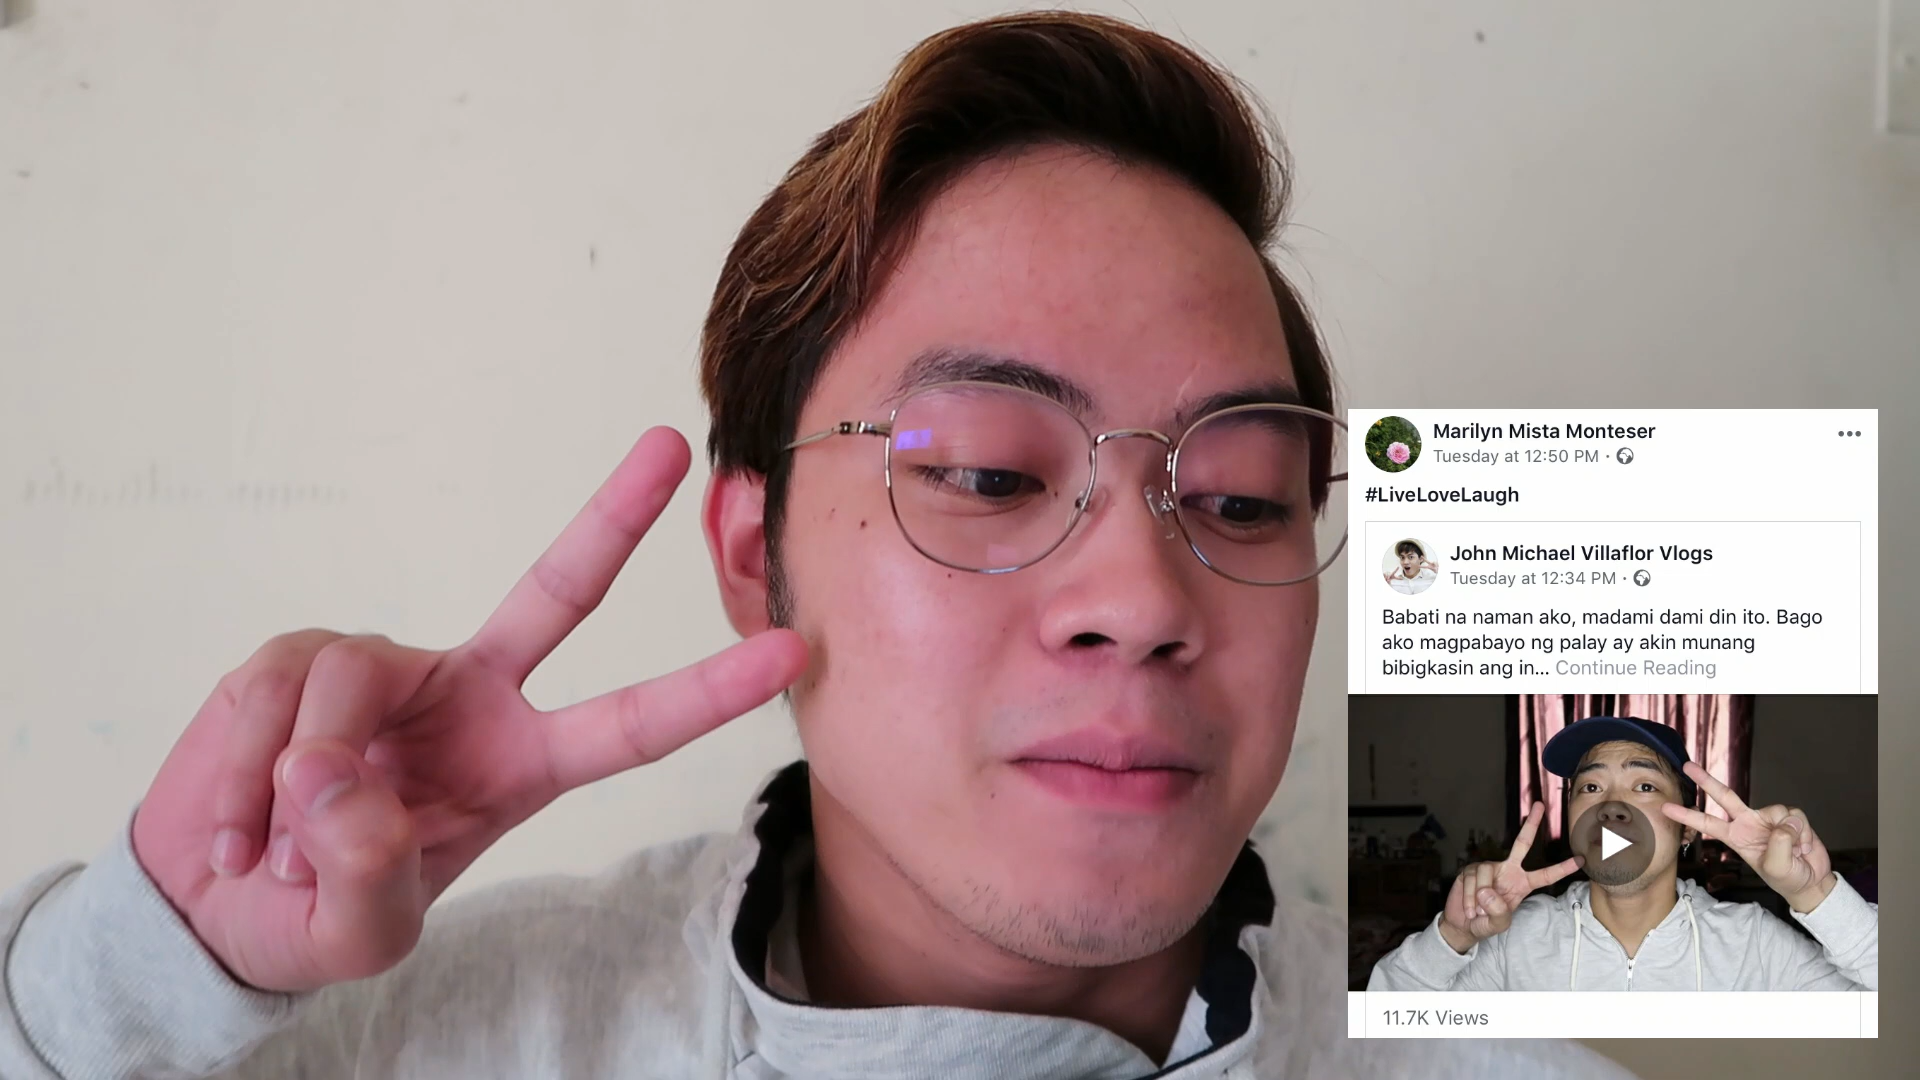 Marilyn Mista Monteser
Tuesday at 12:50 PM ·
#LiveLoveLaugh
John Michael Villaflor Vlogs
Tuesday at 12:34 PM ·
Babati na naman ako, madami dami din ito. Bago
ako magpabayo ng palay ay akin munang
bibigkasin ang in... Continue Reading
11.7K Views